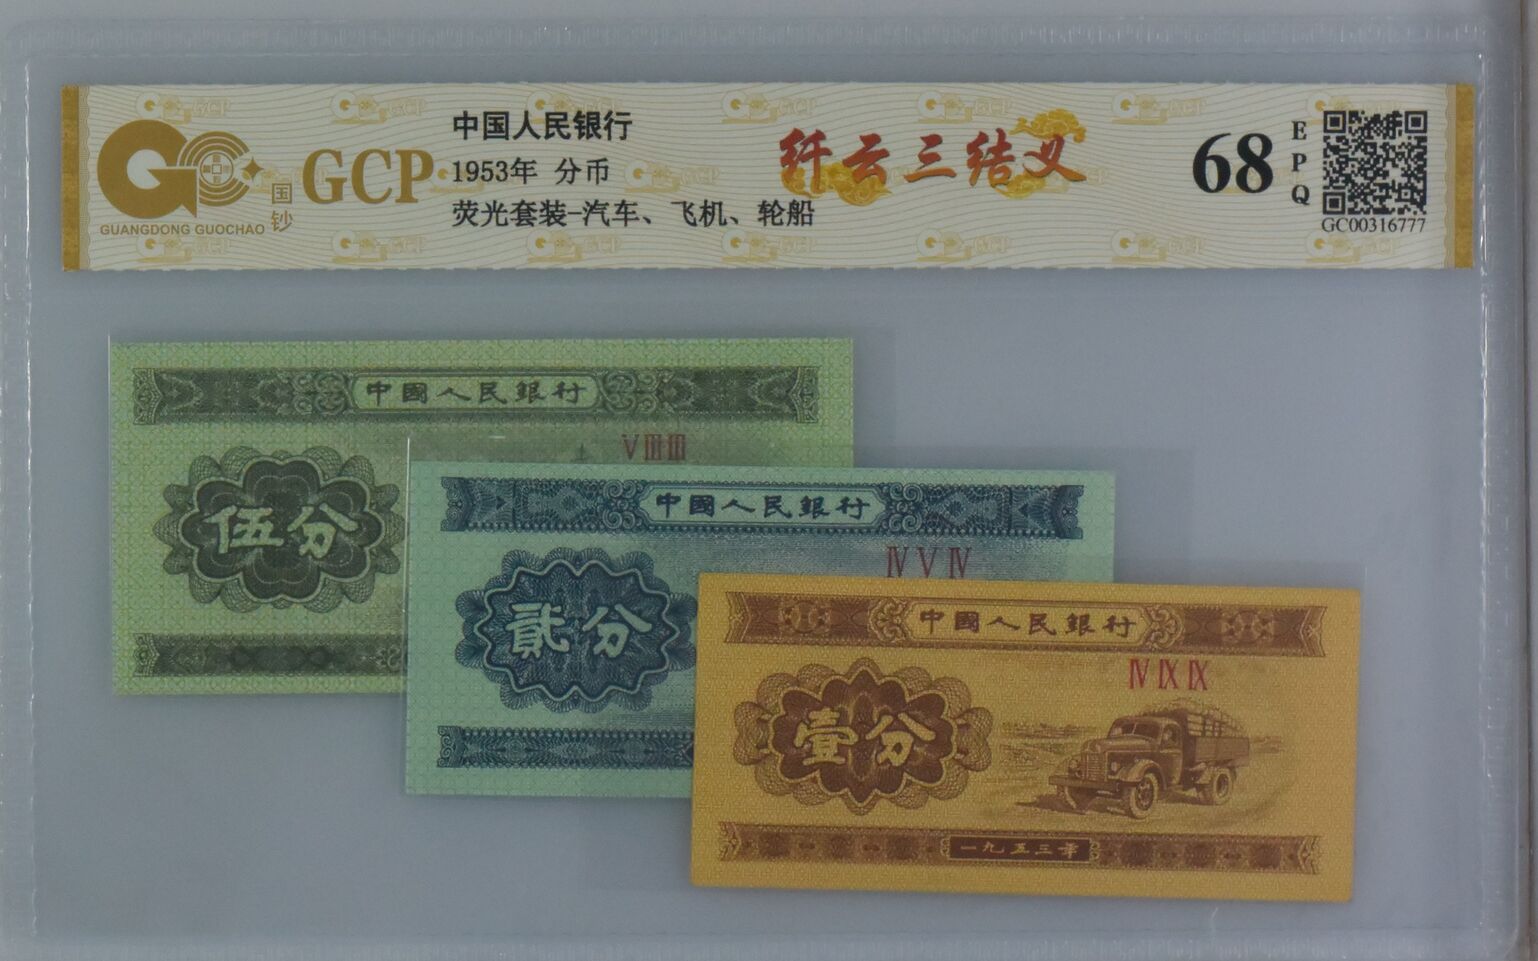 GCP
国钞
GUANGDONG GUOCHAO
中国人民银行
1953年 分币
荧光套装-汽车、飞机、轮船
纤云三结义
68
EPQ
GC00316777
中國人民銀行
ⅤⅢⅢ
伍分
中國人民銀行
ⅣⅤⅣ
貳分
中國人民銀行
ⅣⅨⅨ
壹分
一九五三年